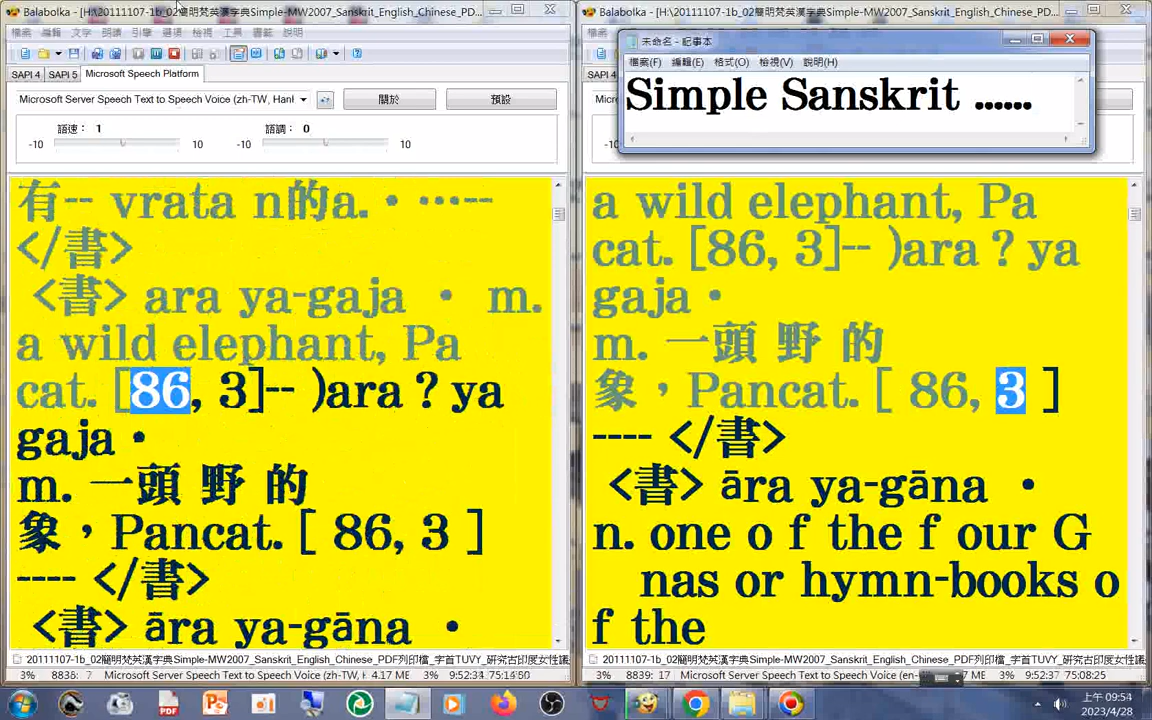 Balabolka - [H:\20111107-1b_02簡明梵英漢字典Simple-MW2007_Sanskrit_English_Chinese_PD...
檔案 編輯 文字 朗讀 引擎 選項 檢視 工具 書籤 說明
SAPI 4 SAPI 5 Microsoft Speech Platform
Microsoft Server Speech Text to Speech Voice (zh-TW, Hanl
關於 預設
語速： 1 語調： 0
-10 10 -10 10
有-- vrata n的a.・…--
</書>
<書> ara ya-gaja ・ m.
a wild elephant, Pa
cat. [86, 3]-- )ara ? ya
gaja・
m. 一頭 野 的
象，Pancat. [ 86, 3 ]
---- </書>
<書> āra ya-gāna ・
20111107-1b_02簡明梵英漢字典Simple-MW2007_Sanskrit_English_Chinese_PDF列印檔_字首TUVY_研究古印度女性議
3% 8836: 7 Microsoft Server Speech Text to Speech Voice (zh-TW, H 4.17 MB 3% 9:52:34 75:14:50
Balabolka - [H:\20111107-1b_02簡明梵英漢字典Simple-MW2007_Sanskrit_English_Chinese_PD...
檔案
SAPI 4
Micr
未命名 - 記事本
檔案(F) 編輯(E) 格式(O) 檢視(V) 說明(H)
Simple Sanskrit ......
-10 10 -10 10
a wild elephant, Pa
cat. [86, 3]-- )ara ? ya
gaja・
m. 一頭 野 的
象，Pancat. [ 86, 3 ]
---- </書>
<書> āra ya-gāna ・
n. one o f the f our G
nas or hymn-books o
f the
20111107-1b_02簡明梵英漢字典Simple-MW2007_Sanskrit_English_Chinese_PDF列印檔_字首TUVY_研究古印度女性議
3% 8839: 17 Microsoft Server Speech Text to Speech Voice (en- 9:52:37 75:08:25
上午 09:54
2023/4/28